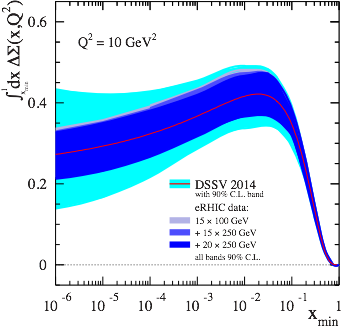 ∫¹ₓₘᵢₙ dx ΔΣ(x,Q²)
0.6
Q² = 10 GeV²
0.4
0.2
DSSV 2014
with 90% C.L. band
eRHIC data:
15 × 100 GeV
+ 15 × 250 GeV
+ 20 × 250 GeV
all bands 90% C.L.
0
10⁻⁶ 10⁻⁵ 10⁻⁴ 10⁻³ 10⁻² 10⁻¹ 1
xₘᵢₙ